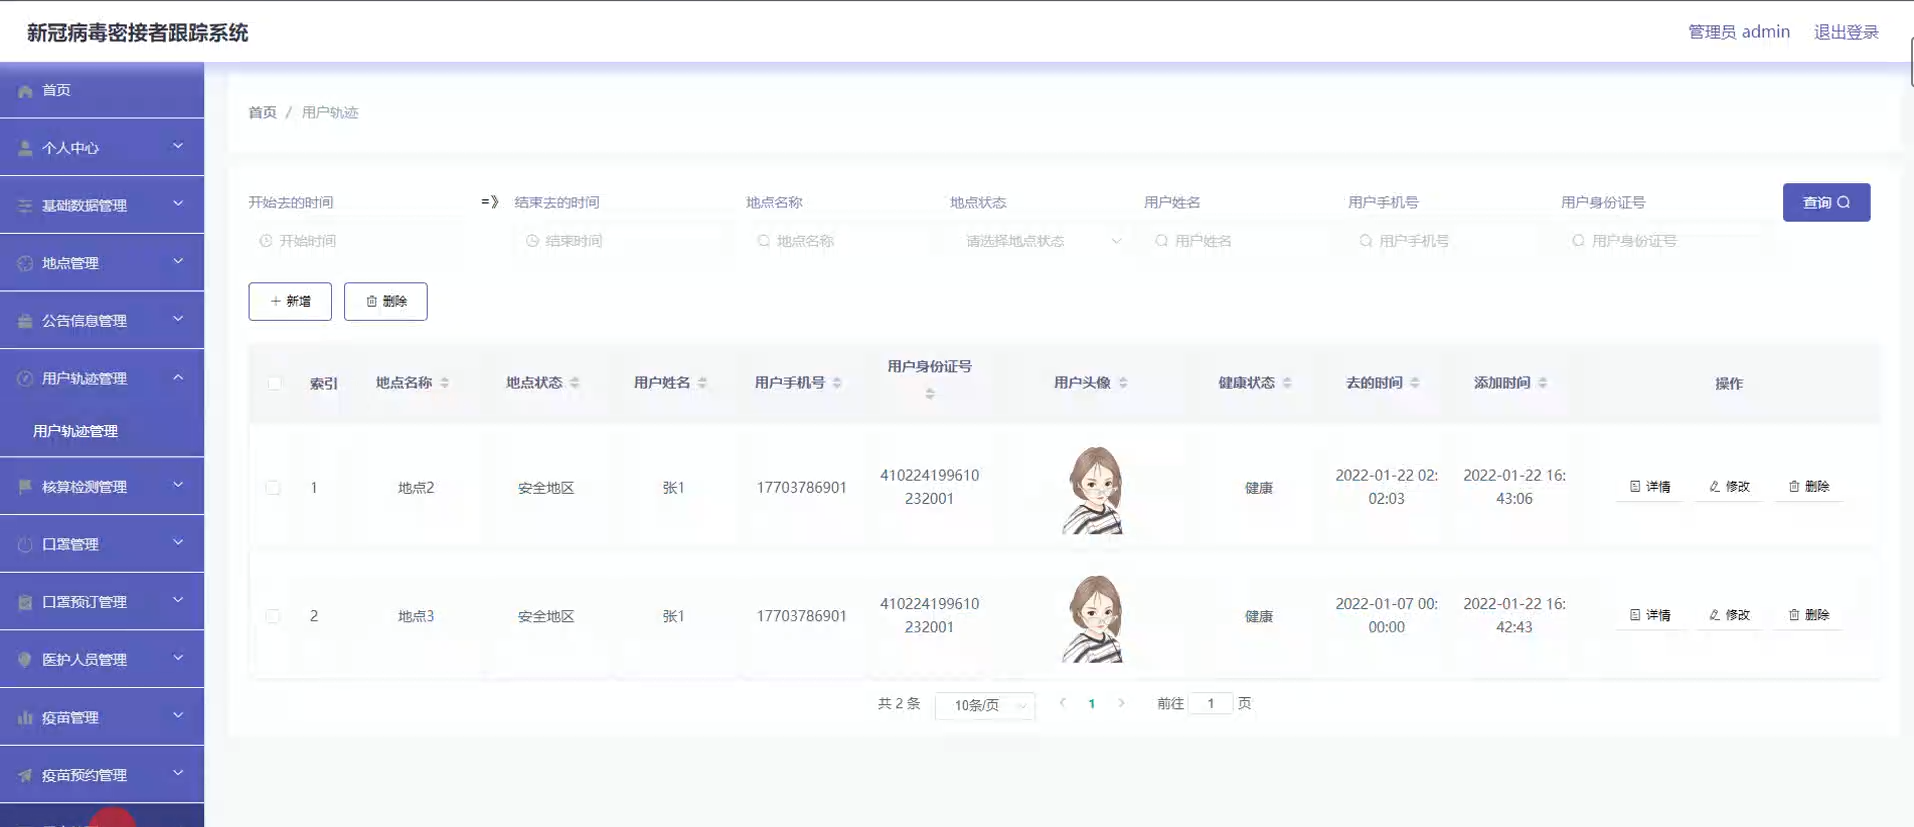 新冠病毒密接者跟踪系统
管理员 admin 退出登录
首页
个人中心
基础数据管理
地点管理
公告信息管理
用户轨迹管理
用户轨迹管理
核算检测管理
口罩管理
口罩预订管理
医护人员管理
疫苗管理
疫苗预约管理
首页 / 用户轨迹
开始去的时间 =》 结束去的时间 地点名称 地点状态 用户姓名 用户手机号 用户身份证号 查询
开始时间 结束时间 地点名称 请选择地点状态 用户姓名 用户手机号 用户身份证号
新增 删除
索引 地点名称 地点状态 用户姓名 用户手机号 用户身份证号 用户头像 健康状态 去的时间 添加时间 操作
1 地点2 安全地区 张1 17703786901 410224199610 健康 2022-01-22 02: 2022-01-22 16: 详情 修改 删除
232001 02:03 43:06
2 地点3 安全地区 张1 17703786901 410224199610 健康 2022-01-07 00: 2022-01-22 16: 详情 修改 删除
232001 00:00 42:43
共 2 条 10条/页 1 前往 1 页